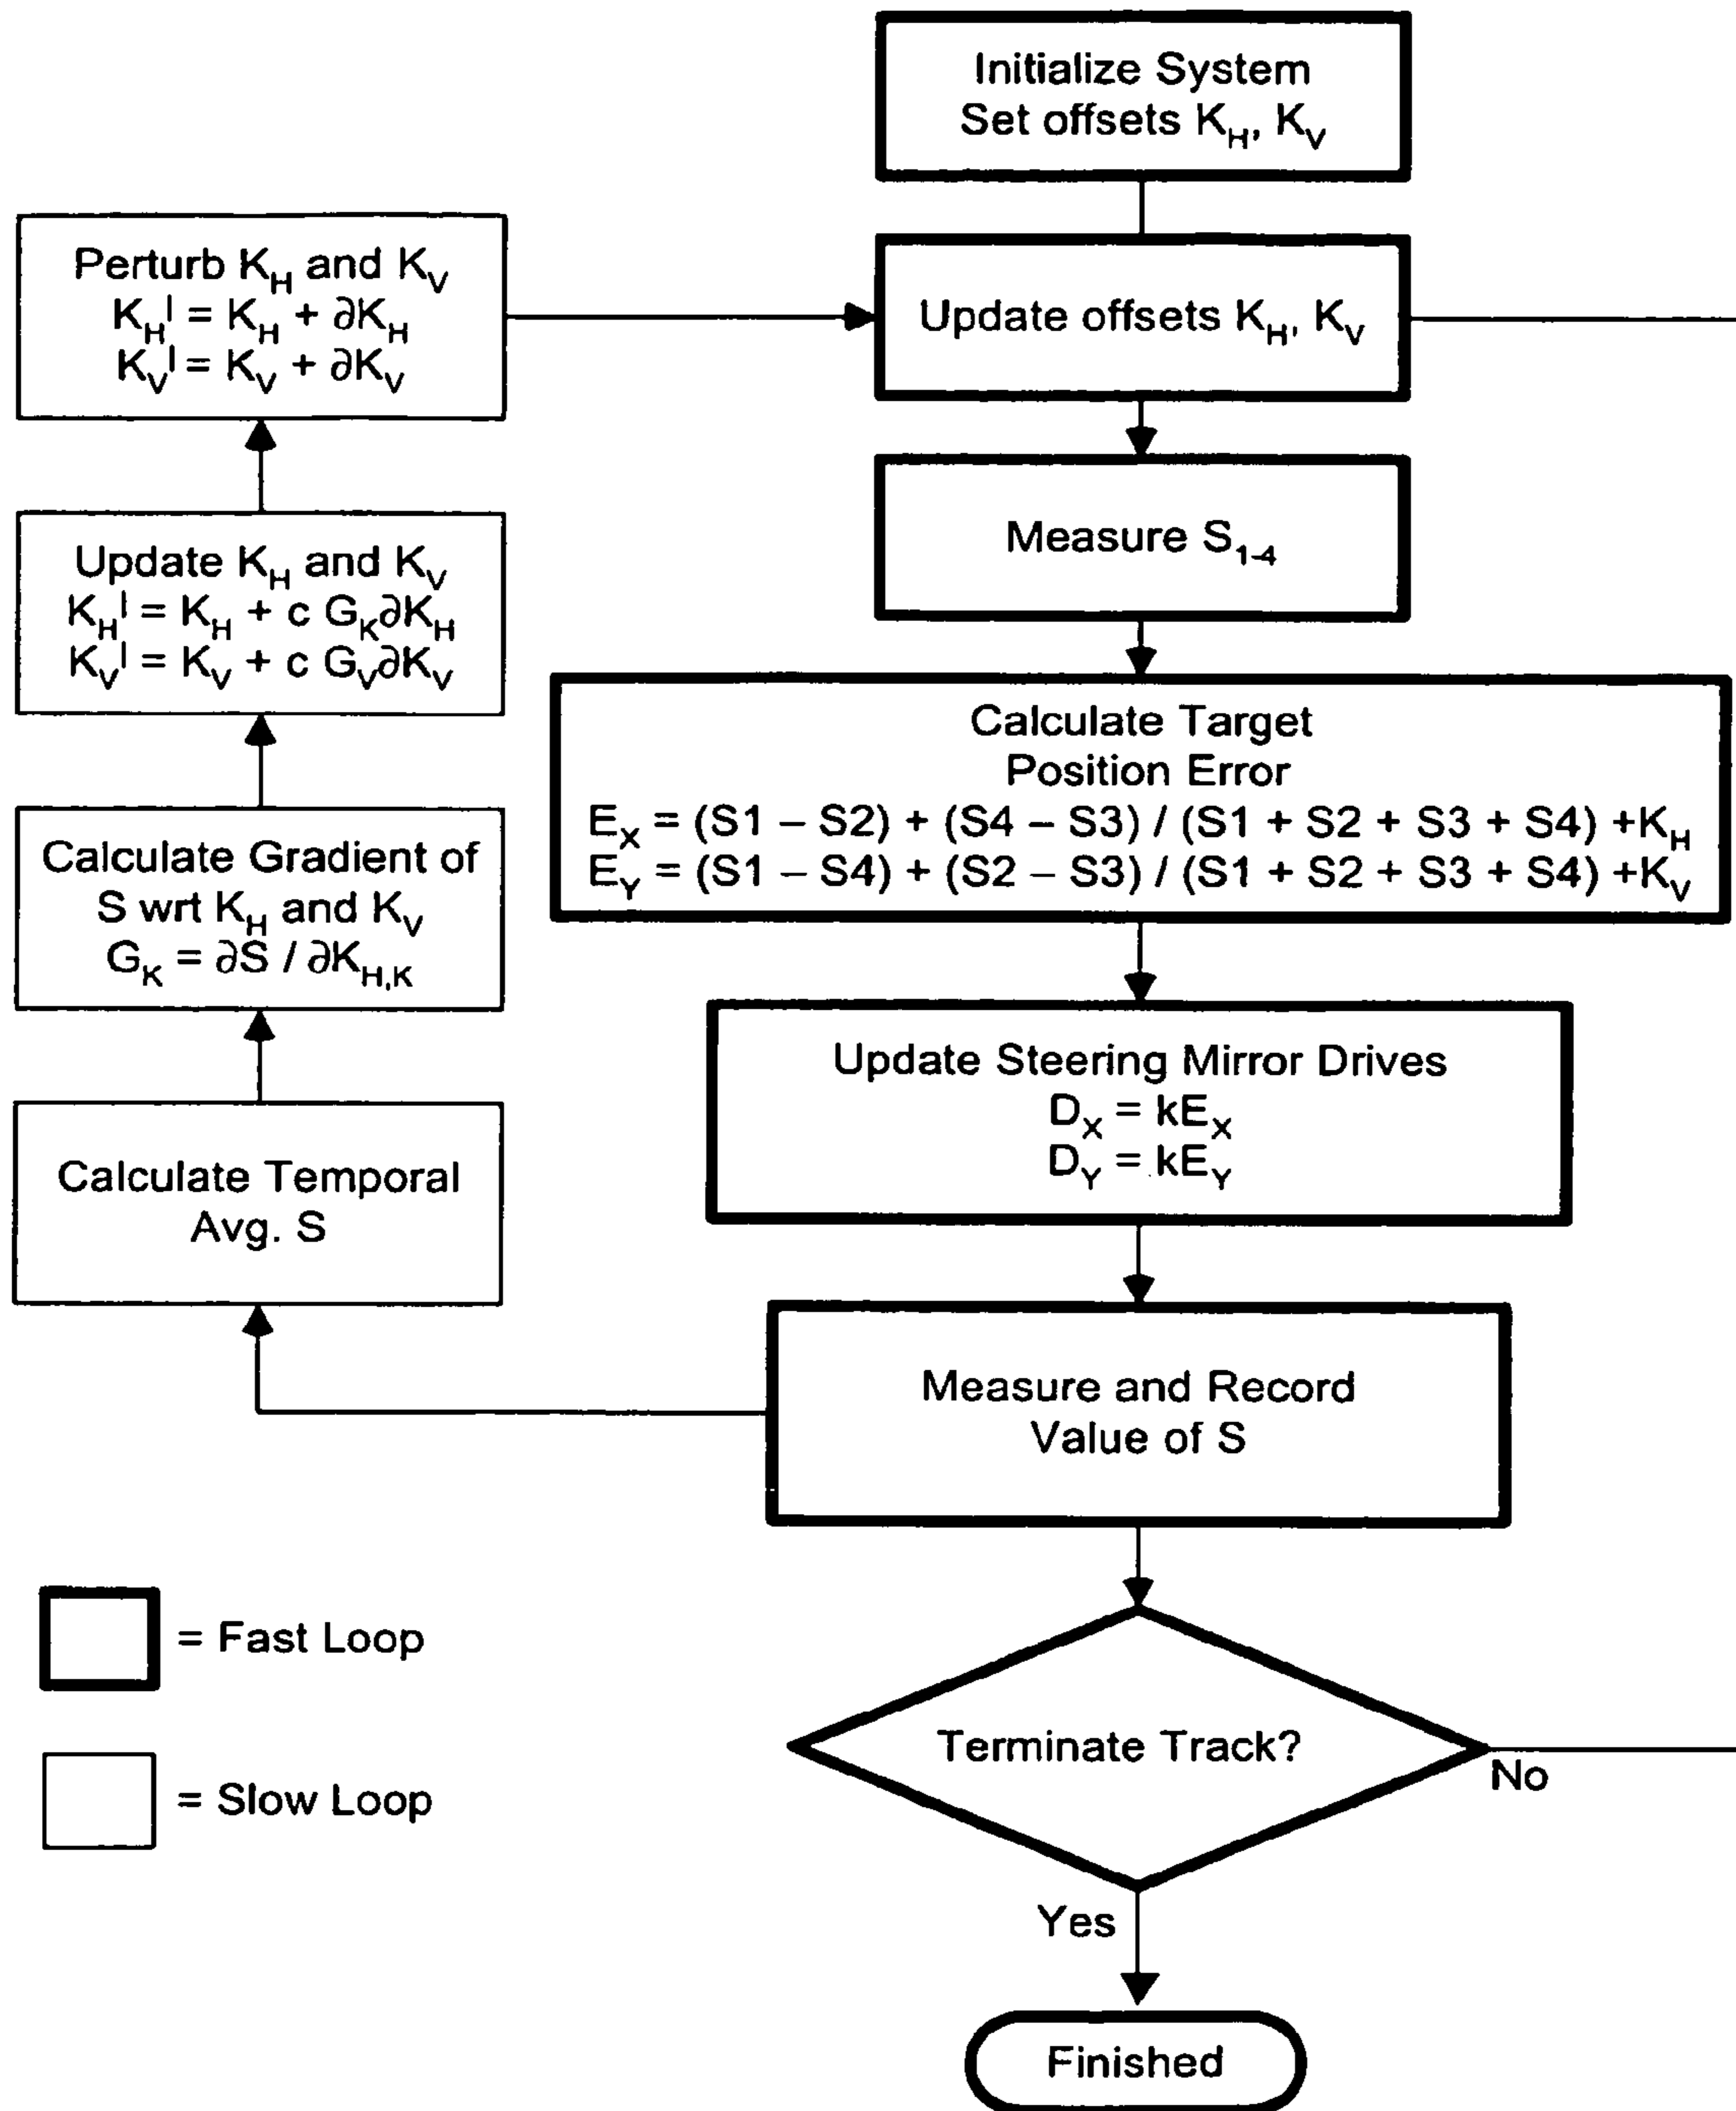 Initialize System
Set offsets K_H, K_V
Perturb K_H and K_V
K_H^| = K_H + ∂K_H
K_V^| = K_V + ∂K_V
Update offsets K_H, K_V
Measure S_1-4
Update K_H and K_V
K_H^| = K_H + c G_K∂K_H
K_V^| = K_V + c G_V∂K_V
Calculate Target
Position Error
E_X = (S1 – S2) + (S4 – S3) / (S1 + S2 + S3 + S4) +K_H
E_Y = (S1 – S4) + (S2 – S3) / (S1 + S2 + S3 + S4) +K_V
Calculate Gradient of
S wrt K_H and K_V
G_K = ∂S / ∂K_H,K
Update Steering Mirror Drives
D_X = kE_X
D_Y = kE_Y
Calculate Temporal
Avg. S
Measure and Record
Value of S
= Fast Loop
= Slow Loop
Terminate Track?
No
Yes
Finished